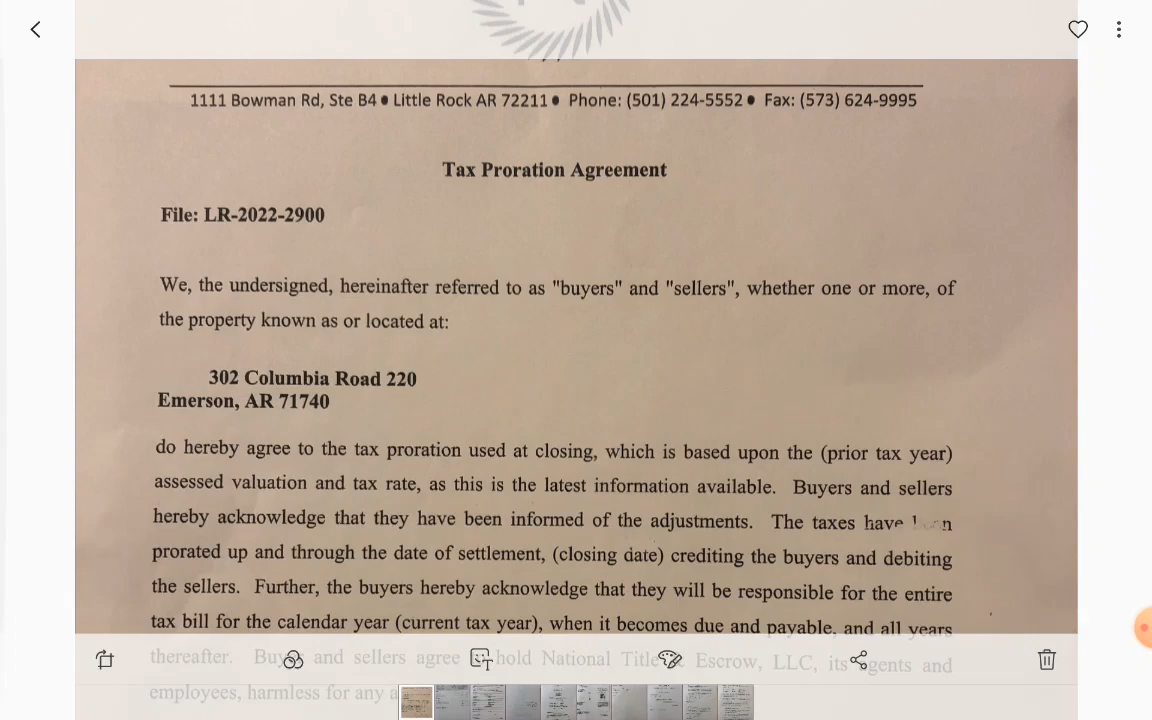 1111 Bowman Rd, Ste B4 • Little Rock AR 72211 • Phone: (501) 224-5552 • Fax: (573) 624-9995
Tax Proration Agreement
File: LR-2022-2900
We, the undersigned, hereinafter referred to as "buyers" and "sellers", whether one or more, of
the property known as or located at:
302 Columbia Road 220
Emerson, AR 71740
do hereby agree to the tax proration used at closing, which is based upon the (prior tax year)
assessed valuation and tax rate, as this is the latest information available. Buyers and sellers
hereby acknowledge that they have been informed of the adjustments. The taxes have
prorated up and through the date of settlement, (closing date) crediting the buyers and debiting
the sellers. Further, the buyers hereby acknowledge that they will be responsible for the entire
tax bill for the calendar year (current tax year), when it becomes due and payable, and all years
thereafter. and sellers agree hold National Title Escrow, LLC, its
employees, harmless for any